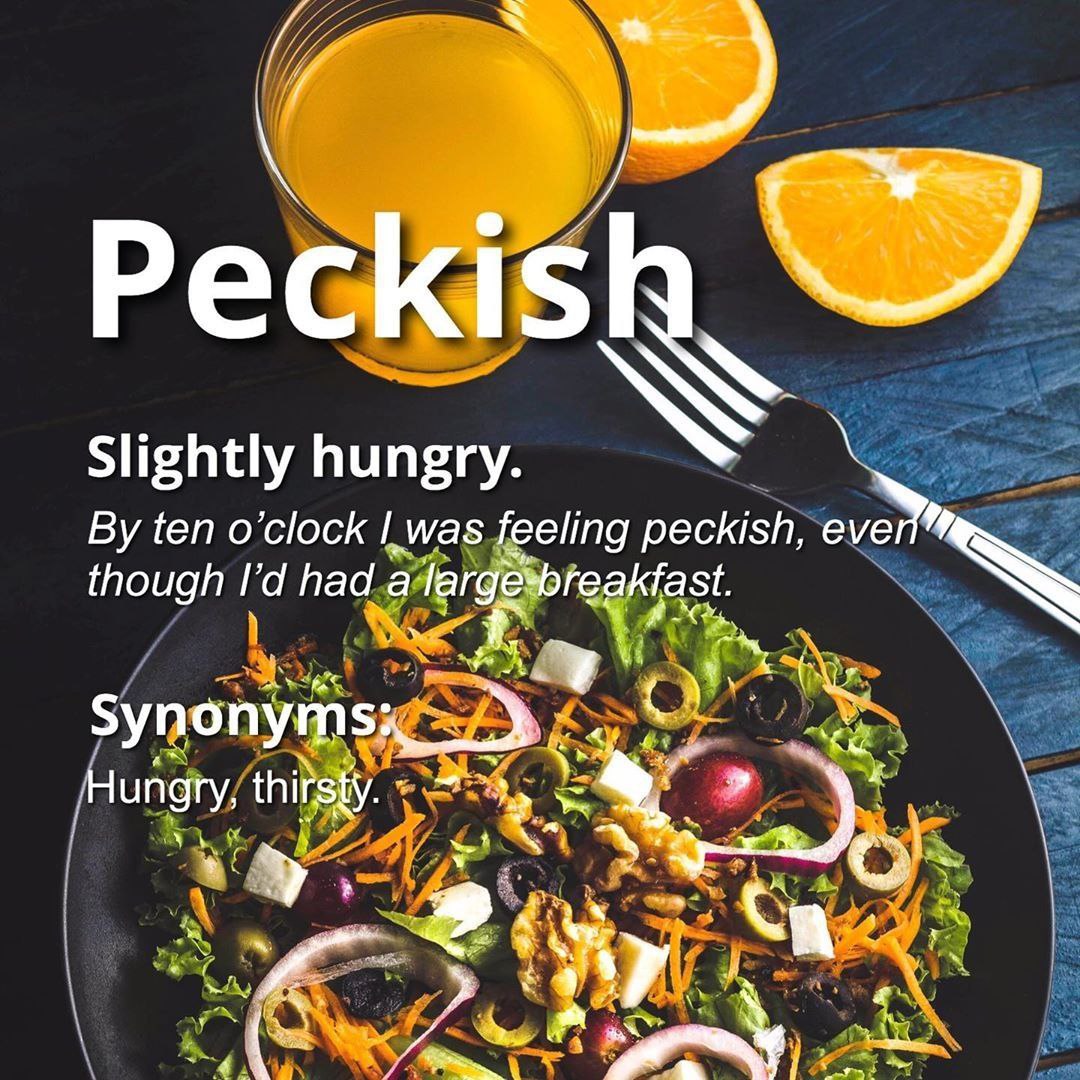 Peckish
Slightly hungry.
By ten o’clock I was feeling peckish, even
though I’d had a large breakfast.
Synonyms:
Hungry, thirsty.